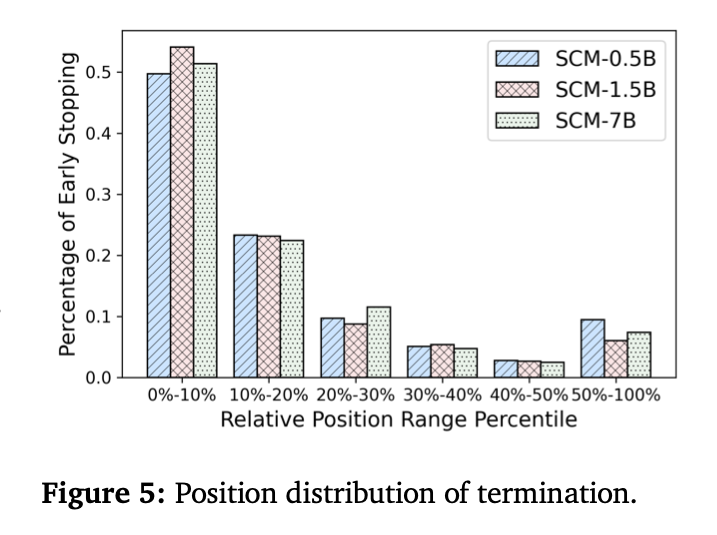 Percentage of Early Stopping
0.5
0.4
0.3
0.2
0.1
0.0
SCM-0.5B
SCM-1.5B
SCM-7B
0%-10% 10%-20% 20%-30% 30%-40% 40%-50% 50%-100%
Relative Position Range Percentile
Figure 5: Position distribution of termination.